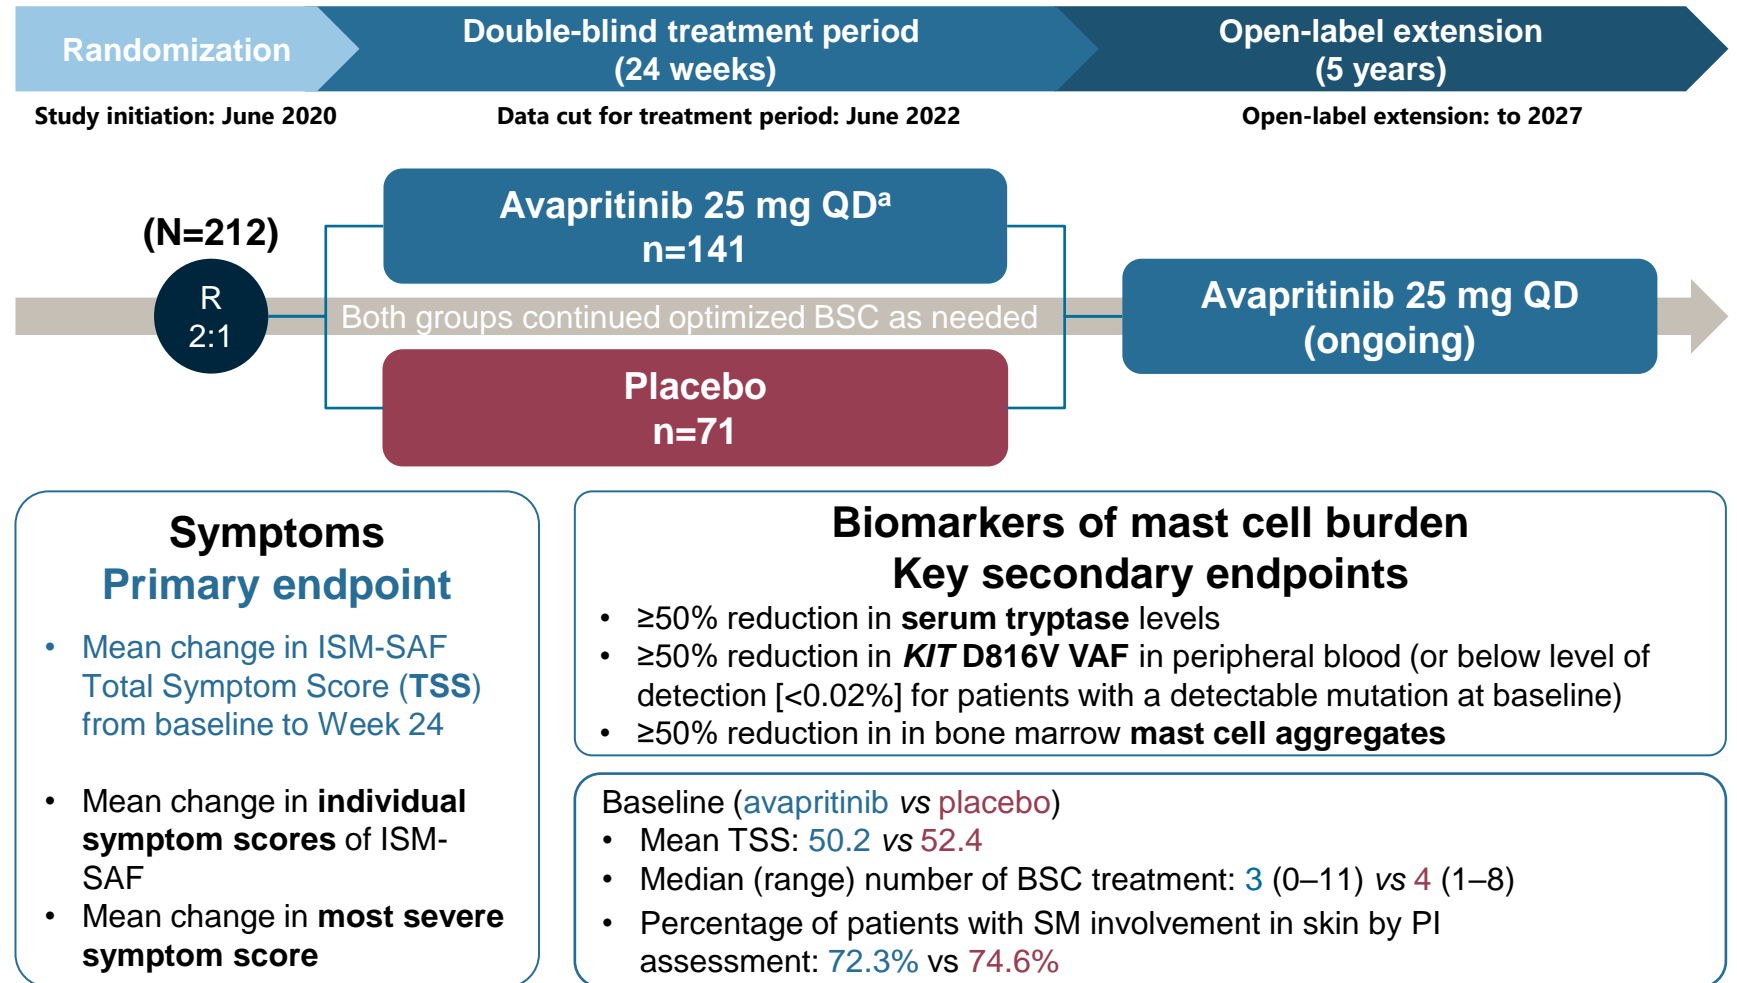 Randomization
Double-blind treatment period
(24 weeks)
Open-label extension
(5 years)
Study initiation: June 2020
Data cut for treatment period: June 2022
Open-label extension: to 2027
(N=212)
R
2:1
Avapritinib 25 mg QDᵃ
n=141
Both groups continued optimized BSC as needed
Placebo
n=71
Avapritinib 25 mg QD
(ongoing)
Symptoms
Primary endpoint
• Mean change in ISM-SAF
Total Symptom Score (TSS)
from baseline to Week 24
• Mean change in individual
symptom scores of ISM-
SAF
• Mean change in most severe
symptom score
Biomarkers of mast cell burden
Key secondary endpoints
• ≥50% reduction in serum tryptase levels
• ≥50% reduction in KIT D816V VAF in peripheral blood (or below level of
detection [<0.02%] for patients with a detectable mutation at baseline)
• ≥50% reduction in in bone marrow mast cell aggregates
Baseline (avapritinib vs placebo)
• Mean TSS: 50.2 vs 52.4
• Median (range) number of BSC treatment: 3 (0–11) vs 4 (1–8)
• Percentage of patients with SM involvement in skin by PI
assessment: 72.3% vs 74.6%